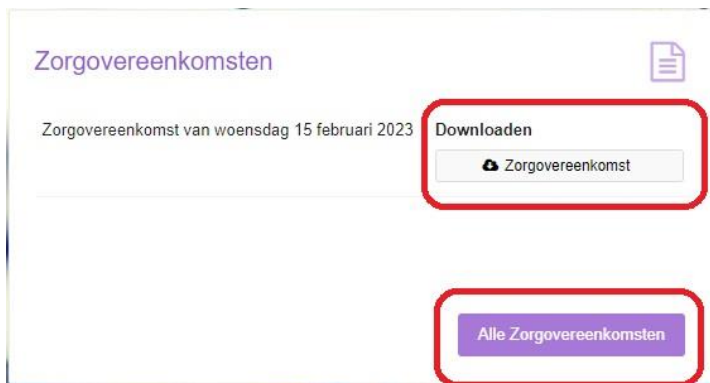 Zorgovereenkomsten
Zorgovereenkomst van woensdag 15 februari 2023
Downloaden
Zorgovereenkomst
Alle Zorgovereenkomsten